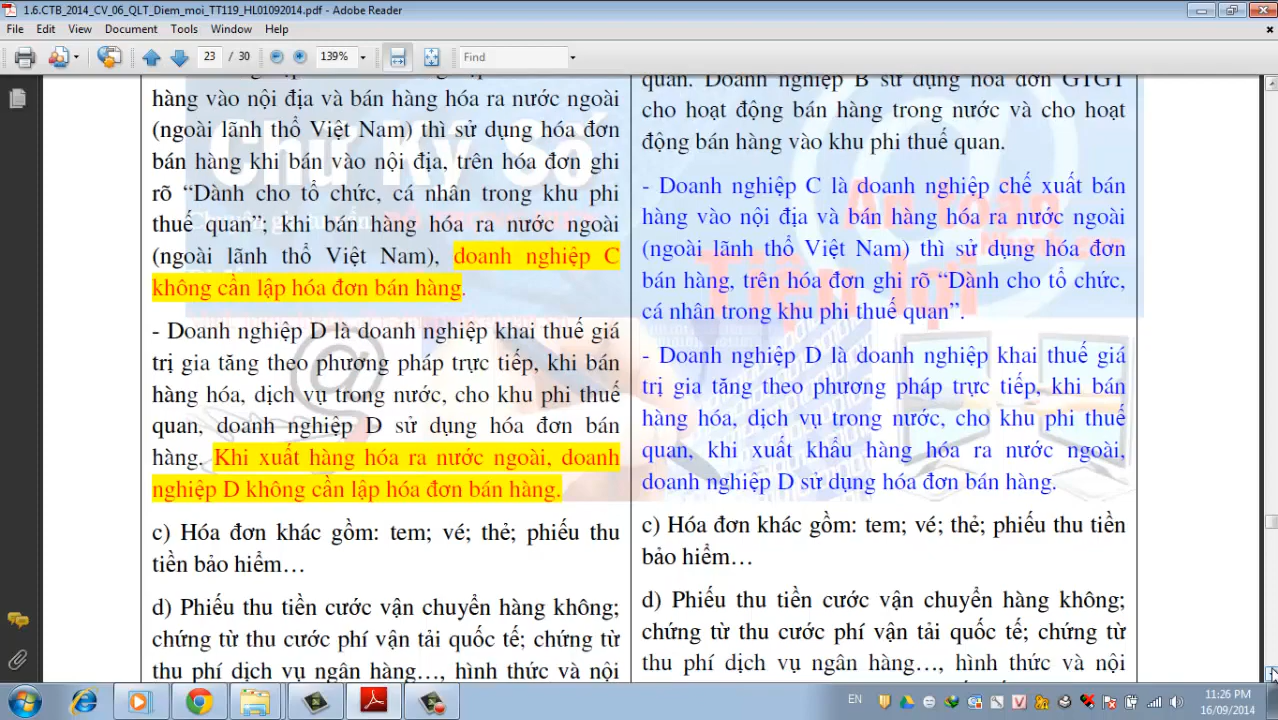 1.6.CTB_2014_CV_06_QLT_Diem_moi_TT119_HL01092014.pdf - Adobe Reader
File Edit View Document Tools Window Help
23 / 30 139% Find
hàng vào nội địa và bán hàng hóa ra nước ngoài
(ngoài lãnh thổ Việt Nam) thì sử dụng hóa đơn
bán hàng khi bán vào nội địa, trên hóa đơn ghi
rõ “Dành cho tổ chức, cá nhân trong khu phi
thuế quan”; khi bán hàng hóa ra nước ngoài
(ngoài lãnh thổ Việt Nam), doanh nghiệp C
không cần lập hóa đơn bán hàng.
- Doanh nghiệp D là doanh nghiệp khai thuế giá
trị gia tăng theo phương pháp trực tiếp, khi bán
hàng hóa, dịch vụ trong nước, cho khu phi thuế
quan, doanh nghiệp D sử dụng hóa đơn bán
hàng. Khi xuất hàng hóa ra nước ngoài, doanh
nghiệp D không cần lập hóa đơn bán hàng.
c) Hóa đơn khác gồm: tem; vé; thẻ; phiếu thu
tiền bảo hiểm…
d) Phiếu thu tiền cước vận chuyển hàng không;
chứng từ thu cước phí vận tải quốc tế; chứng từ
thu phí dịch vụ ngân hàng…, hình thức và nội
quan. Doanh nghiệp B sử dụng hóa đơn GTGT
cho hoạt động bán hàng trong nước và cho hoạt
động bán hàng vào khu phi thuế quan.
- Doanh nghiệp C là doanh nghiệp chế xuất bán
hàng vào nội địa và bán hàng hóa ra nước ngoài
(ngoài lãnh thổ Việt Nam) thì sử dụng hóa đơn
bán hàng, trên hóa đơn ghi rõ “Dành cho tổ chức,
cá nhân trong khu phi thuế quan”.
- Doanh nghiệp D là doanh nghiệp khai thuế giá
trị gia tăng theo phương pháp trực tiếp, khi bán
hàng hóa, dịch vụ trong nước, cho khu phi thuế
quan, khi xuất khẩu hàng hóa ra nước ngoài,
doanh nghiệp D sử dụng hóa đơn bán hàng.
c) Hóa đơn khác gồm: tem; vé; thẻ; phiếu thu tiền
bảo hiểm…
d) Phiếu thu tiền cước vận chuyển hàng không;
chứng từ thu cước phí vận tải quốc tế; chứng từ
thu phí dịch vụ ngân hàng…, hình thức và nội
Chữ Ký Số
An toàn
Tiện lợi
EN
11:26 PM
16/09/2014